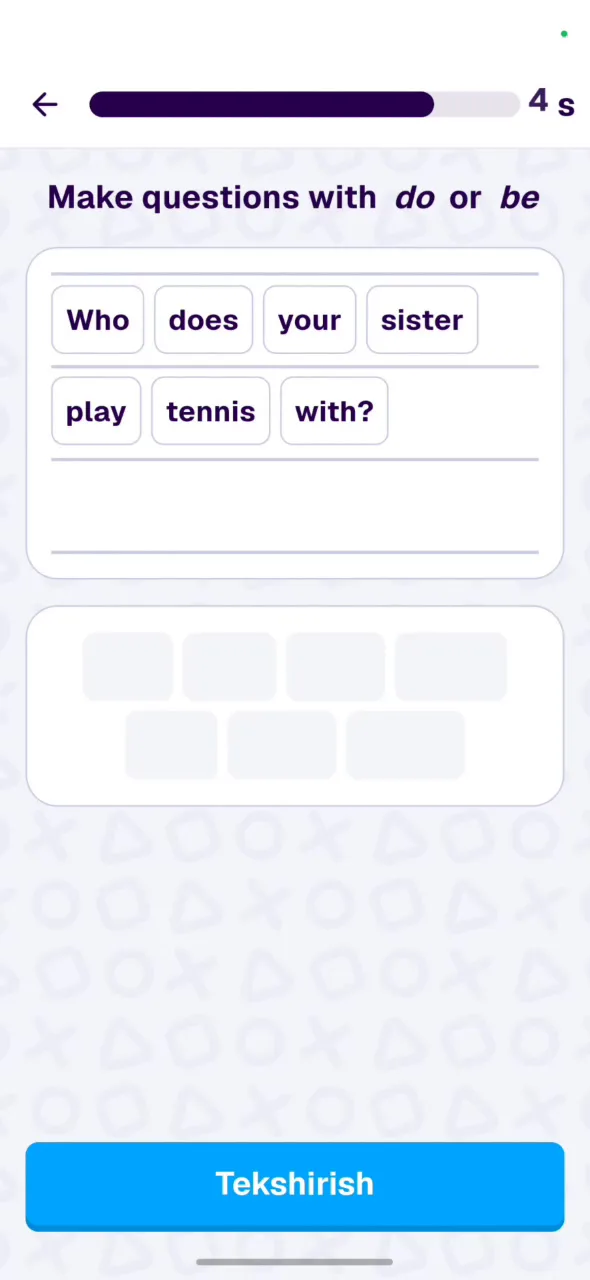 4 s
Make questions with do or be
Who does your sister
play tennis with?
Tekshirish